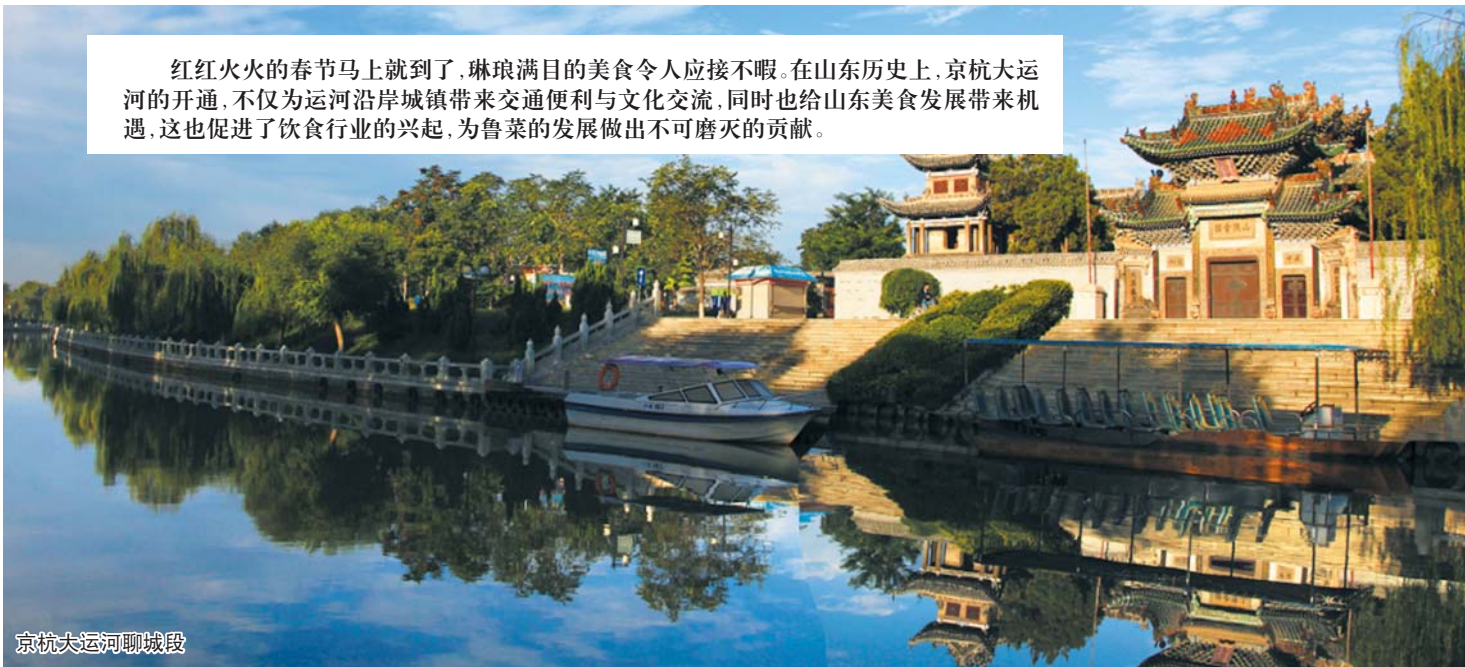 红红火火的春节马上就到了,琳琅满目的美食令人应接不暇。在山东历史上,京杭大运
河的开通,不仅为运河沿岸城镇带来交通便利与文化交流,同时也给山东美食发展带来机
遇,这也促进了饮食行业的兴起,为鲁菜的发展做出不可磨灭的贡献。
山陕会馆
京杭大运河聊城段